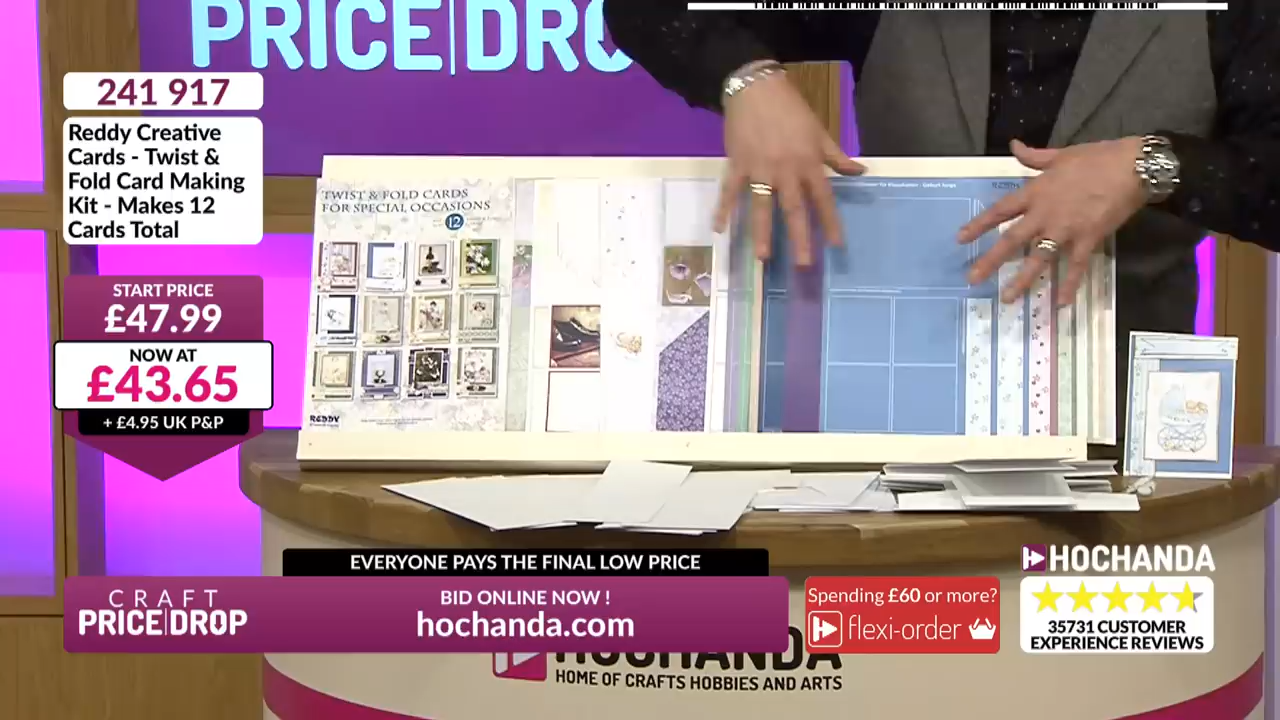 PRICE DRO
241 917
Reddy Creative
Cards - Twist &
Fold Card Making
Kit - Makes 12
Cards Total
START PRICE
£47.99
NOW AT
£43.65
+ £4.95 UK P&P
TWIST & FOLD CARDS
FOR SPECIAL OCCASIONS
12
REDDY
EVERYONE PAYS THE FINAL LOW PRICE
CRAFT
PRICE DROP
BID ONLINE NOW !
hochanda.com
Spending £60 or more?
flexi-order
HOCHANDA
35731 CUSTOMER
EXPERIENCE REVIEWS
HOCHANDA
HOME OF CRAFTS HOBBIES AND ARTS